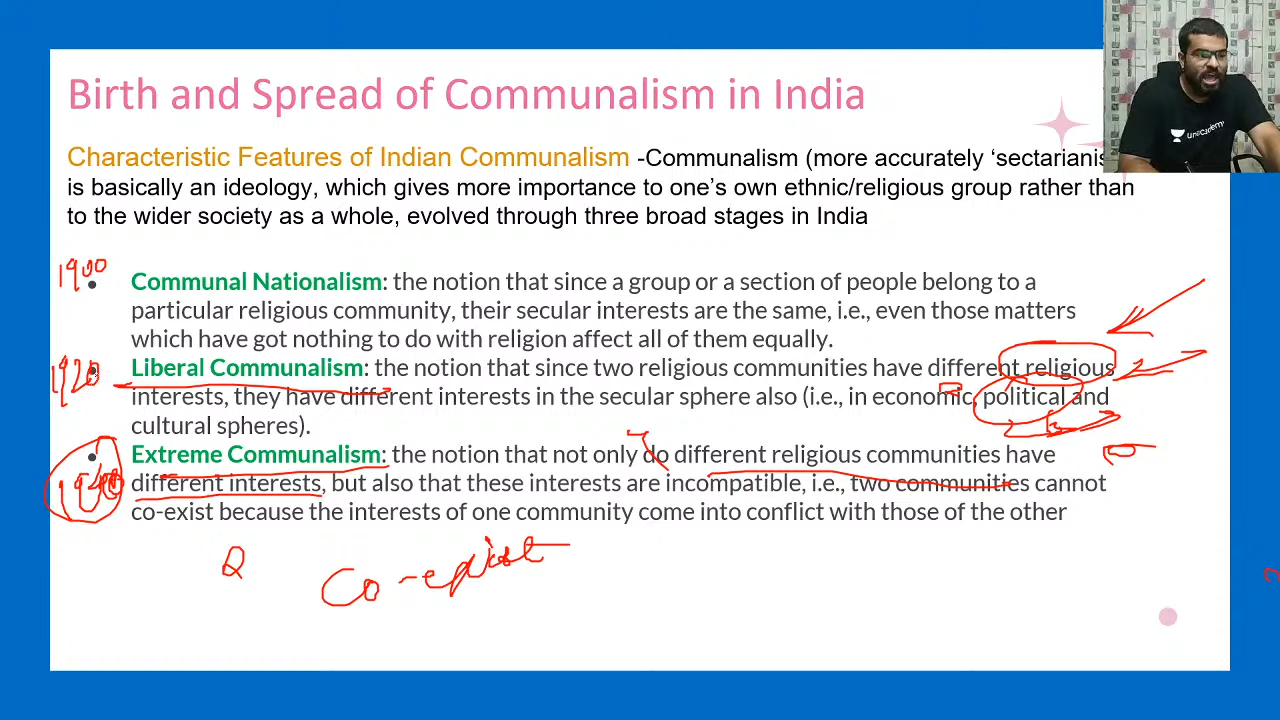 Birth and Spread of Communalism in India
Characteristic Features of Indian Communalism -Communalism (more accurately ‘sectarianis
is basically an ideology, which gives more importance to one’s own ethnic/religious group rather than
to the wider society as a whole, evolved through three broad stages in India
1900
• Communal Nationalism: the notion that since a group or a section of people belong to a
particular religious community, their secular interests are the same, i.e., even those matters
which have got nothing to do with religion affect all of them equally.
1920
• Liberal Communalism: the notion that since two religious communities have different religious
interests, they have different interests in the secular sphere also (i.e., in economic, political and
cultural spheres).
• Extreme Communalism: the notion that not only do different religious communities have
1940
different interests, but also that these interests are incompatible, i.e., two communities cannot
co-exist because the interests of one community come into conflict with those of the other
Co-exist
unacademy